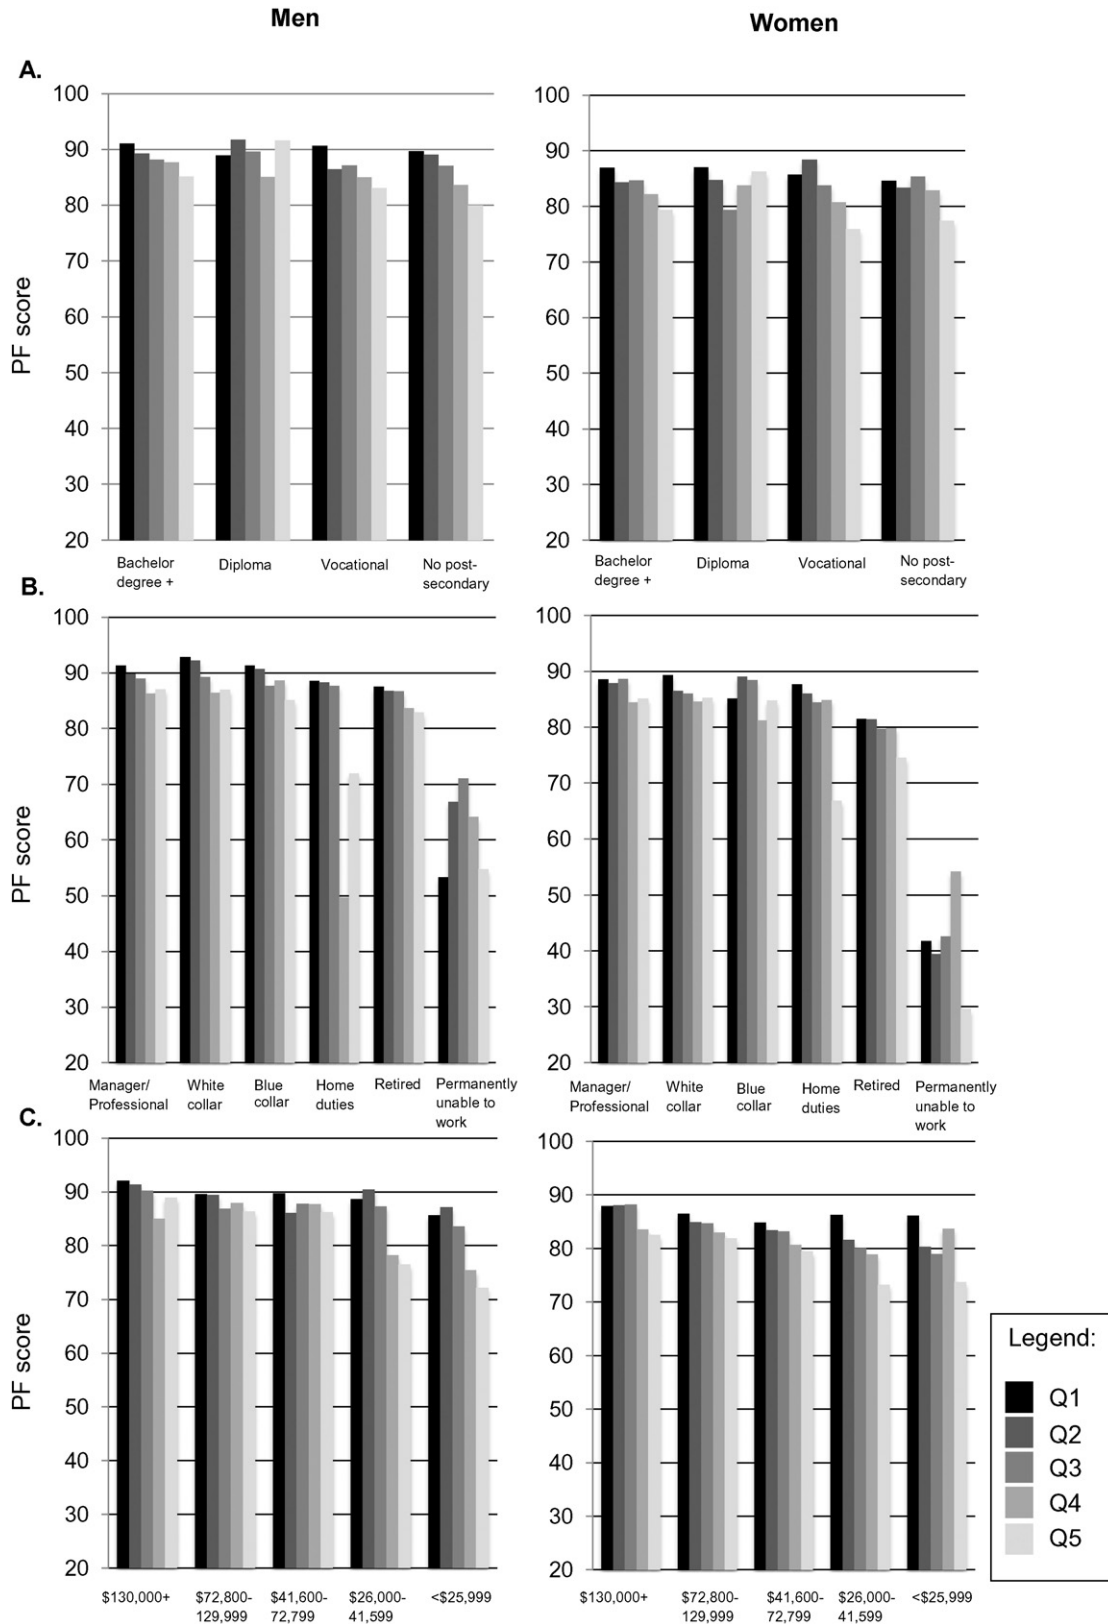 Men
Women
A.
100
90
80
70
60
50
40
30
20
PF score
Bachelor
degree +
Diploma
Vocational
No post-
secondary
100
90
80
70
60
50
40
30
20
Bachelor
degree +
Diploma
Vocational
No post-
secondary
B.
100
90
80
70
60
50
40
30
20
PF score
Manager/
Professional
White
collar
Blue
collar
Home
duties
Retired
Permanently
unable to
work
100
90
80
70
60
50
40
30
20
Manager/
Professional
White
collar
Blue
collar
Home
duties
Retired
Permanently
unable to
work
C.
100
90
80
70
60
50
40
30
20
PF score
$130,000+
$72,800-
129,999
$41,600-
72,799
$26,000-
41,599
<$25,999
100
90
80
70
60
50
40
30
20
$130,000+
$72,800-
129,999
$41,600-
72,799
$26,000-
41,599
<$25,999
Legend:
Q1
Q2
Q3
Q4
Q5